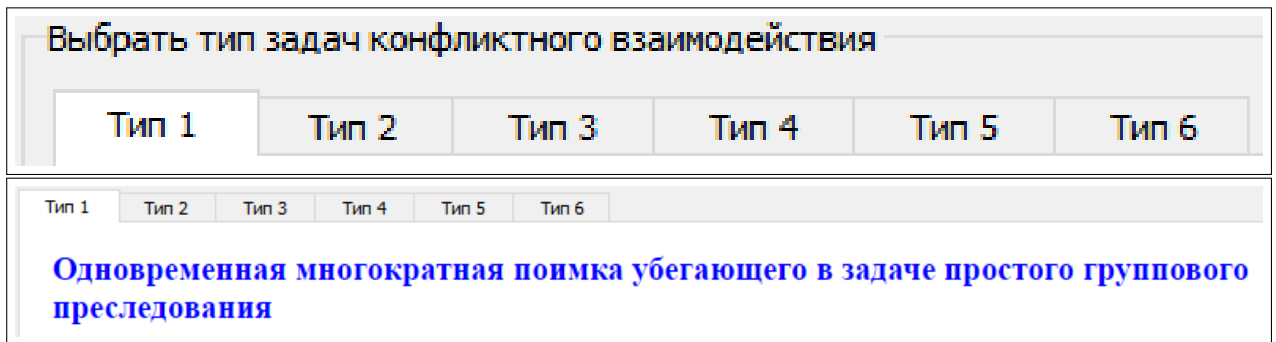 Выбрать тип задач конфликтного взаимодействия
Тип 1 Тип 2 Тип 3 Тип 4 Тип 5 Тип 6
Тип 1 Тип 2 Тип 3 Тип 4 Тип 5 Тип 6
Одновременная многократная поимка убегающего в задаче простого группового
преследования